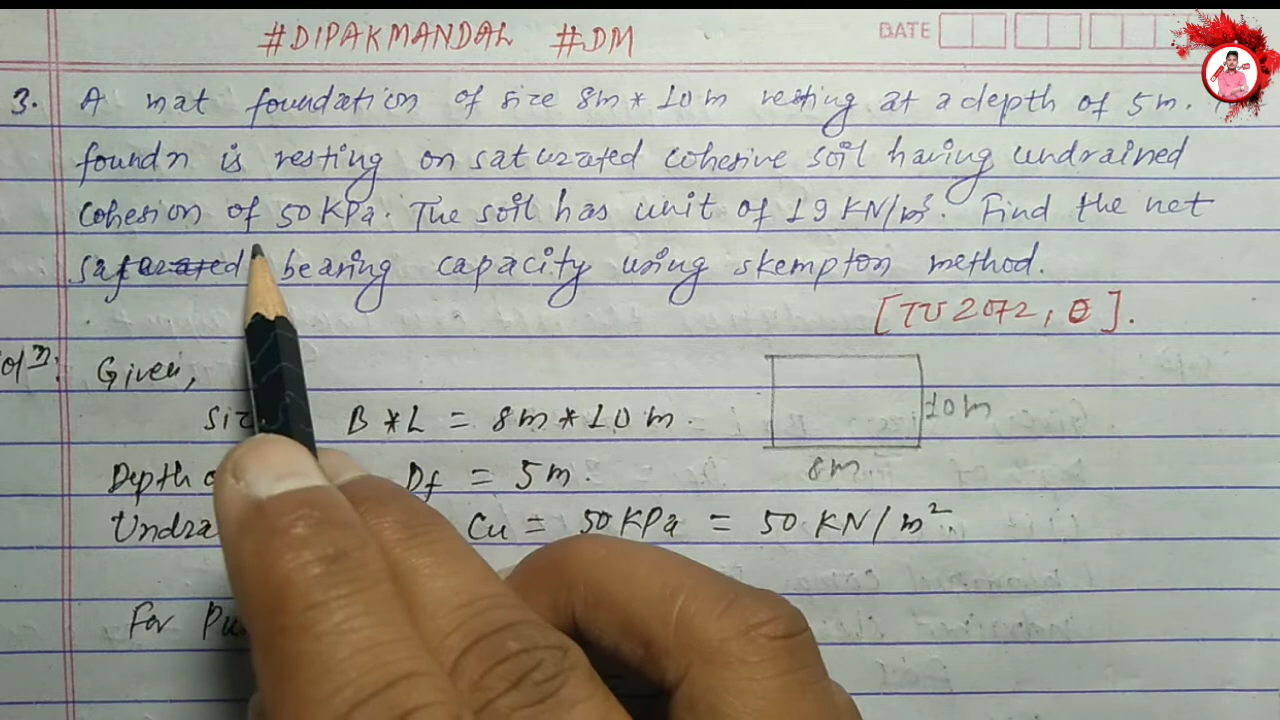 #DIPAKMANDAL #DM
DATE
3. A mat foundation of size 8m * 10m resting at a depth of 5m.
foundn is resting on saturated cohesive soil having undrained
cohesion of 50 KPa. The soil has unit of 19 KN/m³. Find the net
bearing capacity using skempton method.
[TU 2072, θ].
Given,
B * L = 8m * 10m.
10m
8m.
Depth
Df = 5m.
Cu = 50 KPa = 50 KN/m².
For